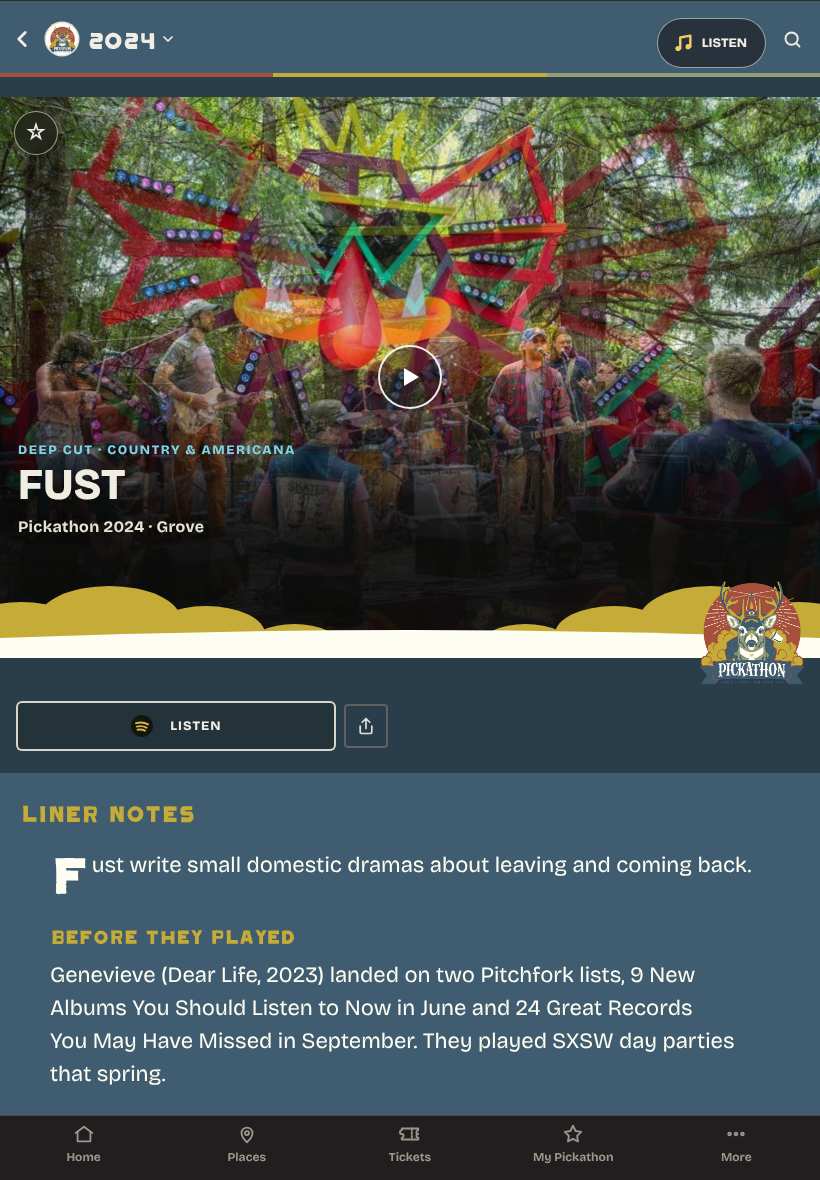 2024
LISTEN
DEEP CUT · COUNTRY & AMERICANA
FUST
Pickathon 2024 · Grove
PICKATHON
LISTEN
LINER NOTES
Fust write small domestic dramas about leaving and coming back.
BEFORE THEY PLAYED
Genevieve (Dear Life, 2023) landed on two Pitchfork lists, 9 New
Albums You Should Listen to Now in June and 24 Great Records
You May Have Missed in September. They played SXSW day parties
that spring.
Home
Places
Tickets
My Pickathon
More